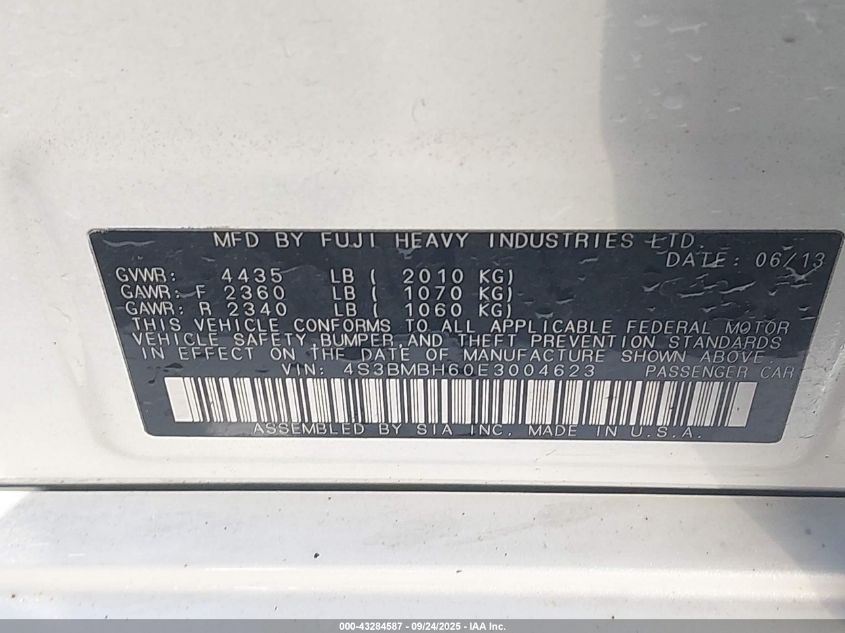 MFD BY FUJI HEAVY INDUSTRIES LTD.
DATE: 06/13
GVWR: 4435 LB ( 2010 KG)
GAWR: F 2360 LB ( 1070 KG)
GAWR: R 2340 LB ( 1060 KG)
THIS VEHICLE CONFORMS TO ALL APPLICABLE FEDERAL MOTOR
VEHICLE SAFETY, BUMPER, AND THEFT PREVENTION STANDARDS
IN EFFECT ON THE DATE OF MANUFACTURE SHOWN ABOVE
VIN: 4S3BMBH60E3004623 PASSENGER CAR
ASSEMBLED BY SIA INC. MADE IN U.S.A.
000-43284587 - 09/24/2025 - IAA Inc.